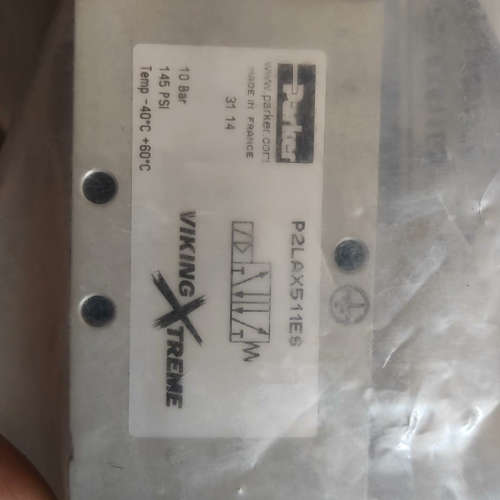 Parker
www.parker.com
MADE IN FRANCE
31 14
10 Bar
145 PSI
Temp -40°C +60°C
P2LAX511ES
VIKING XTREME